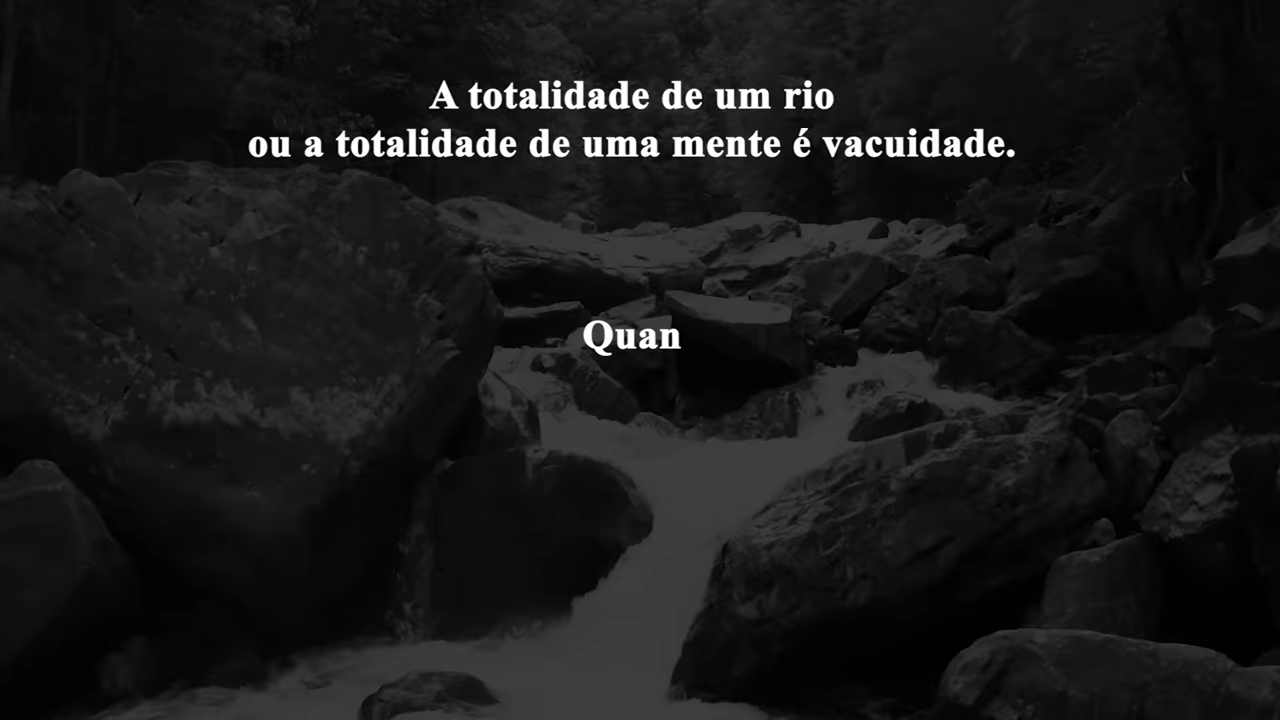 A totalidade de um rio
ou a totalidade de uma mente é vacuidade.
Quan